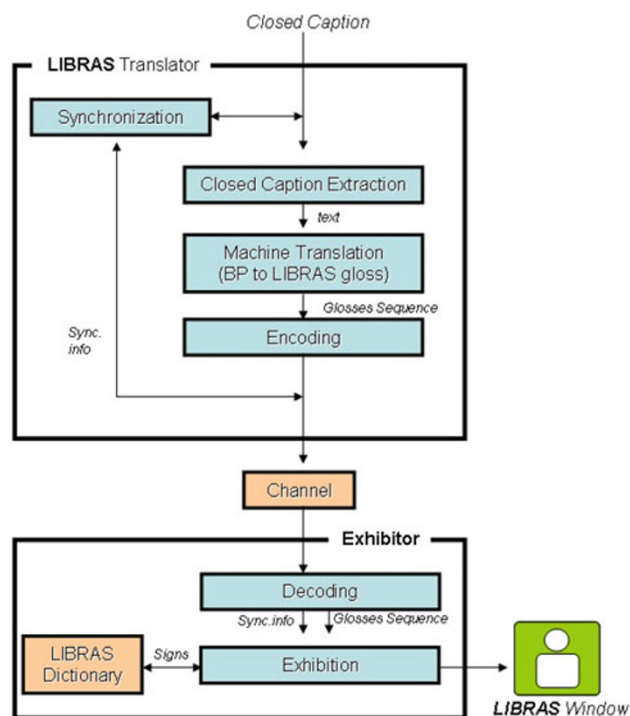 Closed Caption
LIBRAS Translator
Synchronization
Closed Caption Extraction
text
Machine Translation
(BP to LIBRAS gloss)
Glosses Sequence
Sync.
info
Encoding
Channel
Exhibitor
Decoding
Sync.info
Glosses Sequence
LIBRAS
Dictionary
Signs
Exhibition
LIBRAS Window